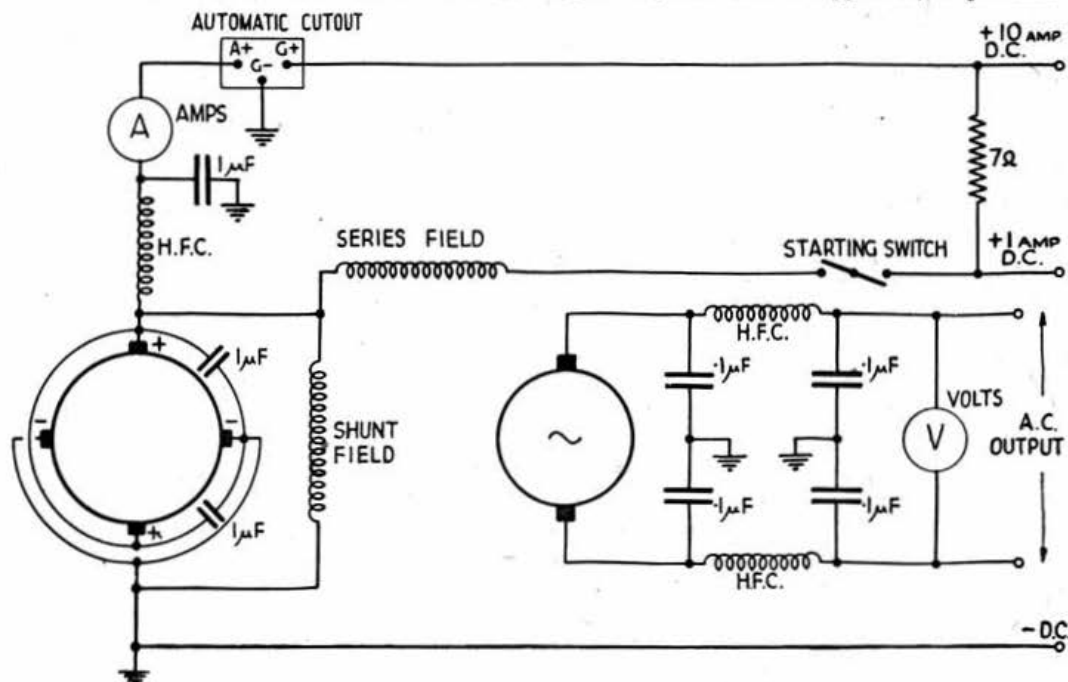 AUTOMATIC CUTOUT
A+ G+
G-
+10 AMP
D.C.
A
AMPS
1μF
7Ω
H.F.C.
SERIES FIELD
STARTING SWITCH
+1 AMP
D.C.
+
1μF
H.F.C.
·1μF
·1μF
-
-
SHUNT
FIELD
~
VOLTS
V
A.C.
OUTPUT
+
1μF
·1μF
·1μF
H.F.C.
- D.C.